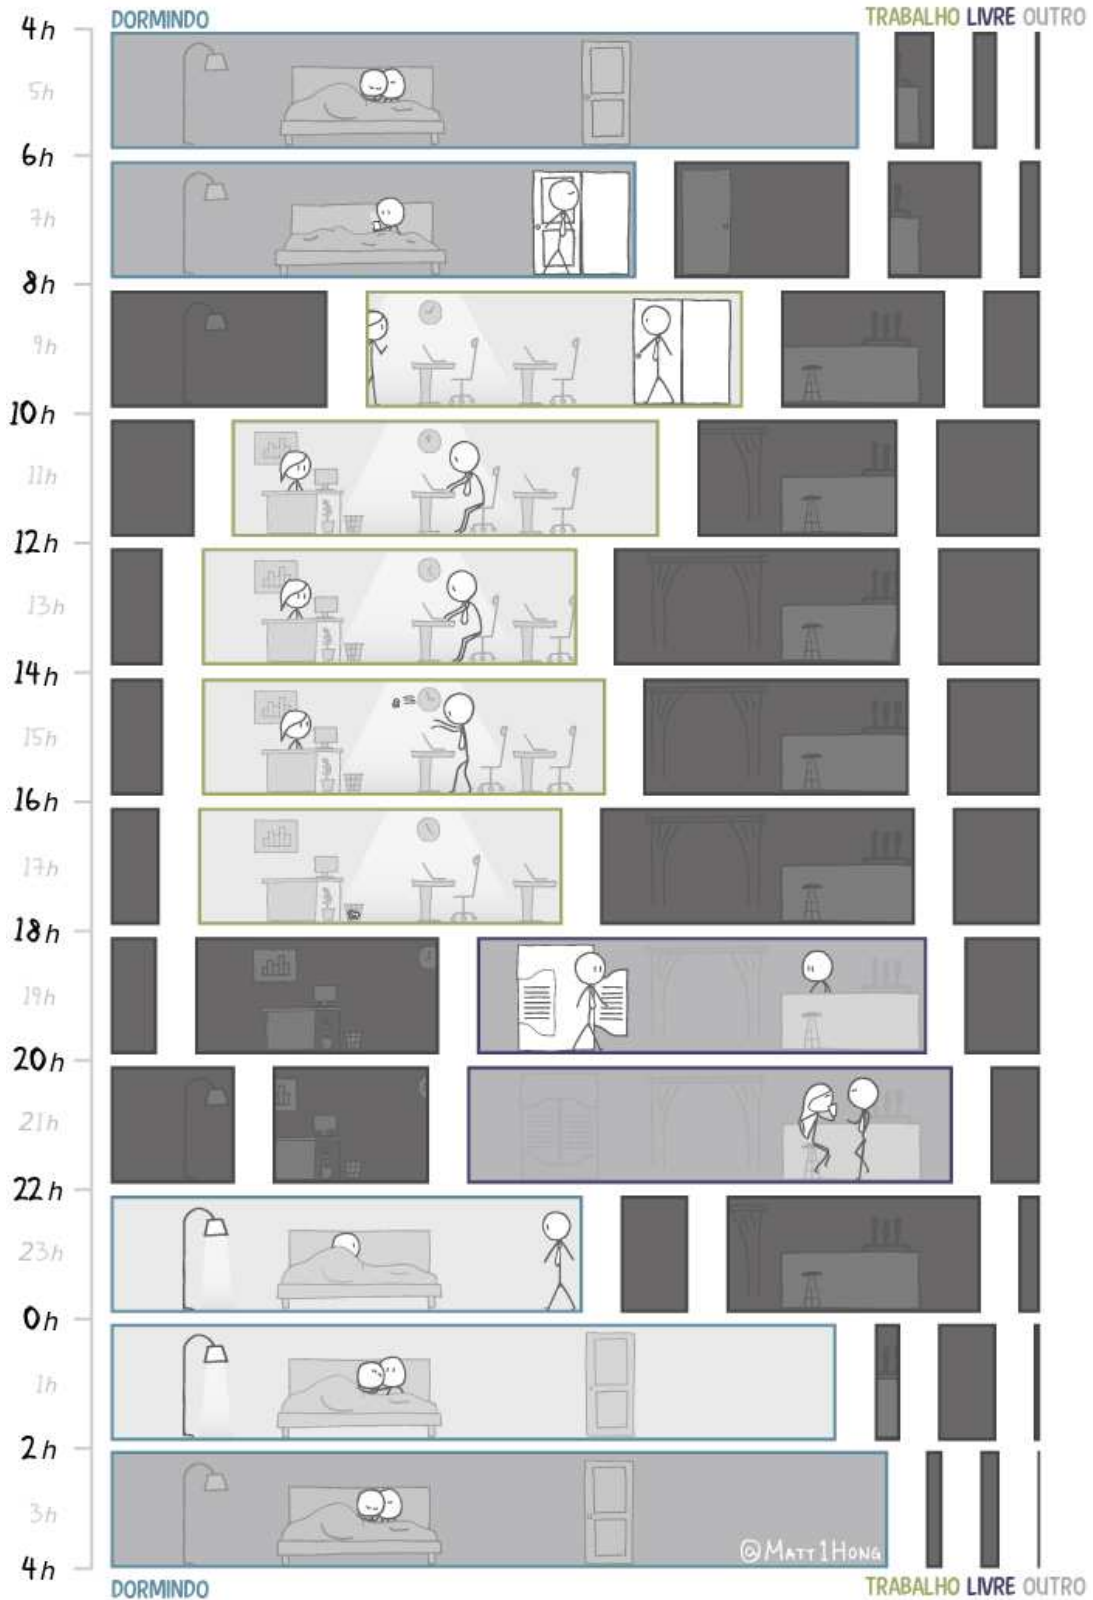 4h
DORMINDO
TRABALHO LIVRE OUTRO
5h
6h
7h
8h
9h
10h
11h
12h
13h
14h
15h
16h
17h
18h
19h
20h
21h
22h
23h
0h
1h
2h
3h
@MATT1HONG
4h
DORMINDO
TRABALHO LIVRE OUTRO